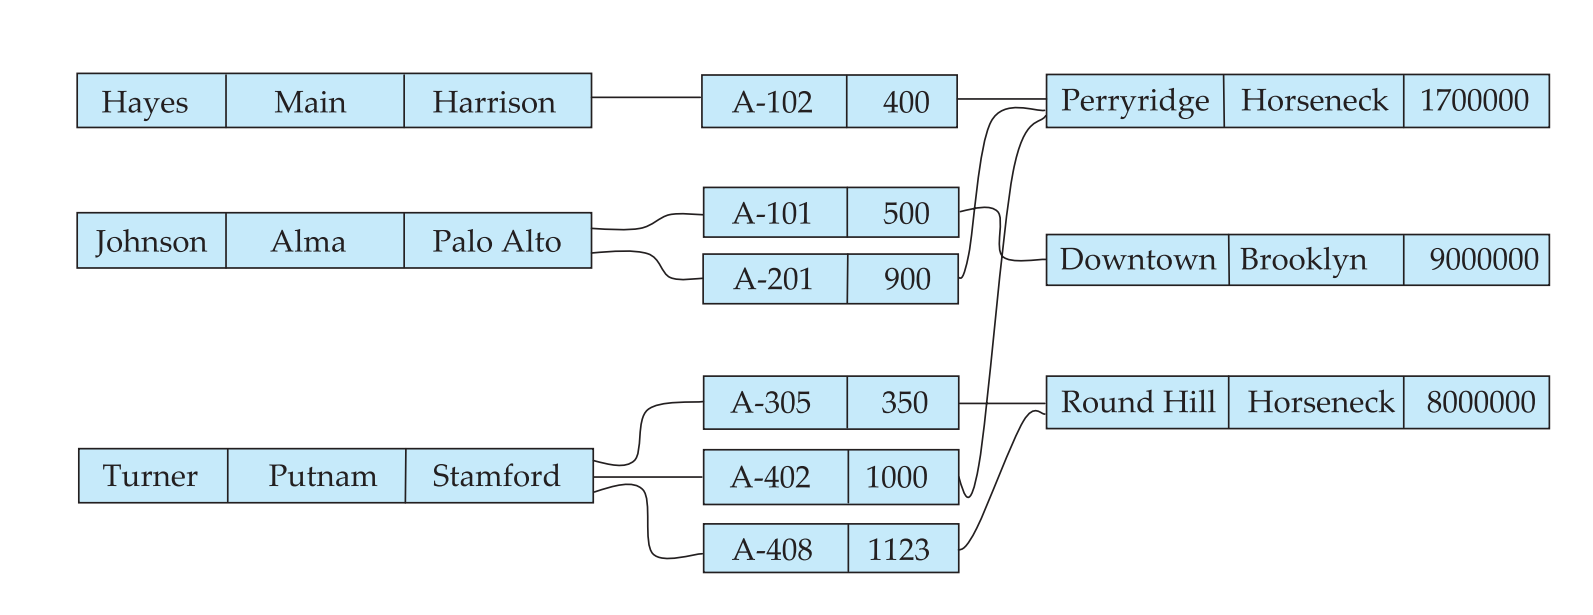 Hayes Main Harrison A-102 400 Perryridge Horseneck 1700000
Johnson Alma Palo Alto A-101 500 Downtown Brooklyn 9000000
A-201 900
A-305 350 Round Hill Horseneck 8000000
Turner Putnam Stamford A-402 1000
A-408 1123